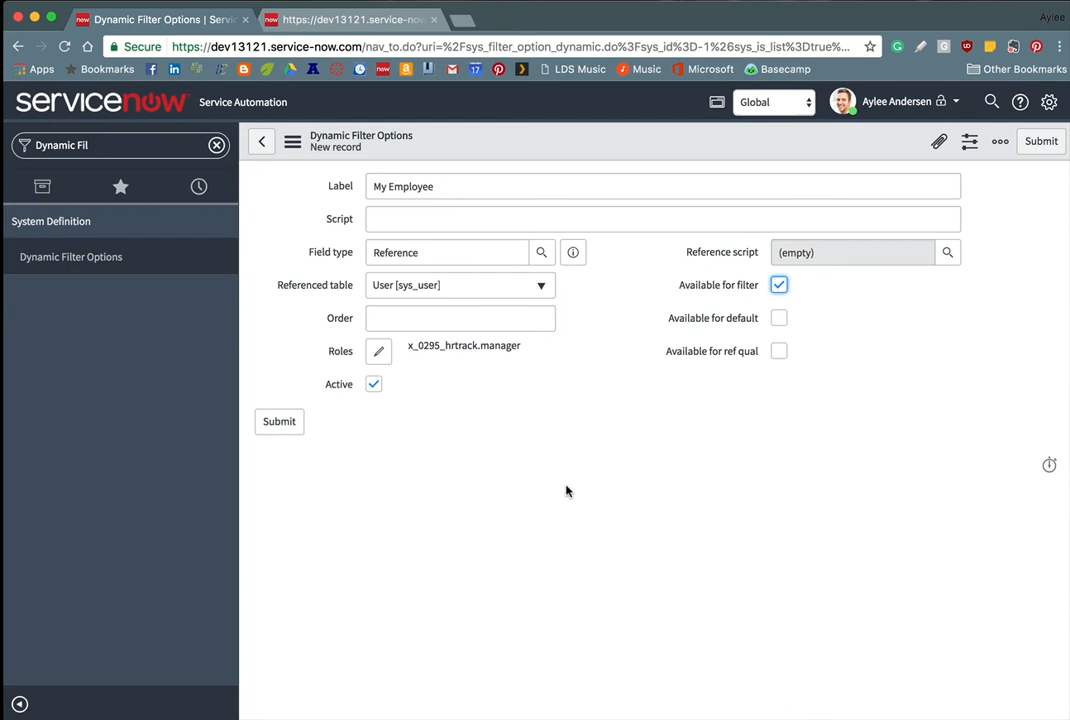 Dynamic Filter Options | Servic
https://dev13121.service-now
Aylee
Secure
https://dev13121.service-now.com/nav_to.do?uri=%2Fsys_filter_option_dynamic.do%3Fsys_id%3D-1%26sys_is_list%3Dtrue%...
Apps
Bookmarks
17
LDS Music
Music
Microsoft
Basecamp
Other Bookmarks
servicenow
Service Automation
Global
Aylee Andersen
Dynamic Fil
Dynamic Filter Options
New record
Submit
Label
My Employee
System Definition
Script
Dynamic Filter Options
Field type
Reference
Reference script
(empty)
Referenced table
User [sys_user]
Available for filter
Order
Available for default
Roles
x_0295_hrtrack.manager
Available for ref qual
Active
Submit